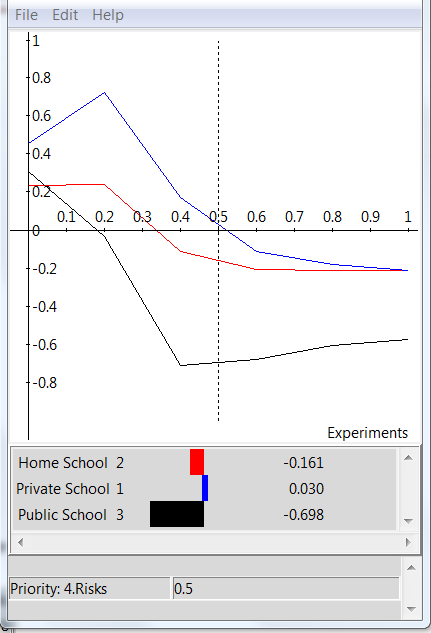 File Edit Help
1
0.8
0.6
0.4
0.2
0.1 0.2 0.3 0.4 0.5 0.6 0.7 0.8 0.9 1
0
-0.2
-0.4
-0.6
-0.8
Experiments
Home School 2 -0.161
Private School 1 0.030
Public School 3 -0.698
Priority: 4.Risks 0.5